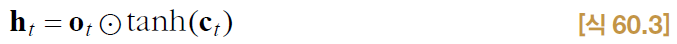 h_t = o_t ⊙ tanh(c_t) [식 60.3]